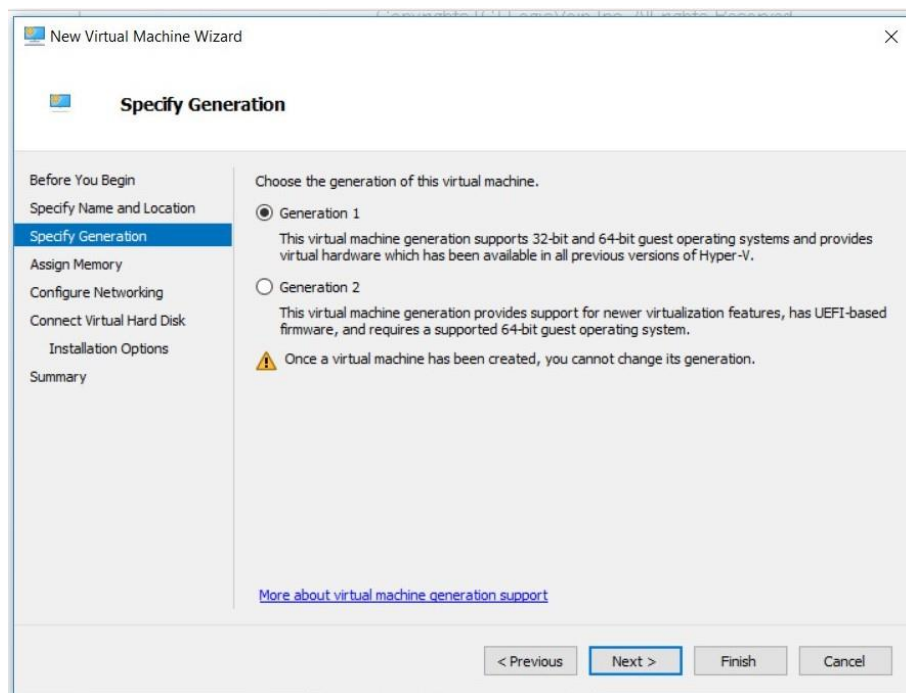 New Virtual Machine Wizard
Specify Generation
Before You Begin
Specify Name and Location
Specify Generation
Assign Memory
Configure Networking
Connect Virtual Hard Disk
Installation Options
Summary
Choose the generation of this virtual machine.
Generation 1
This virtual machine generation supports 32-bit and 64-bit guest operating systems and provides
virtual hardware which has been available in all previous versions of Hyper-V.
Generation 2
This virtual machine generation provides support for newer virtualization features, has UEFI-based
firmware, and requires a supported 64-bit guest operating system.
Once a virtual machine has been created, you cannot change its generation.
More about virtual machine generation support
< Previous
Next >
Finish
Cancel